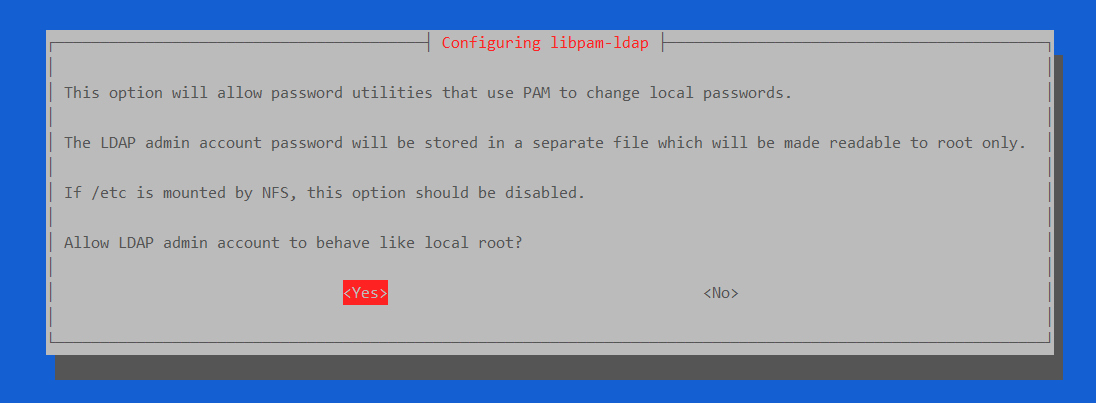 Configuring libpam-ldap
This option will allow password utilities that use PAM to change local passwords.
The LDAP admin account password will be stored in a separate file which will be made readable to root only.
If /etc is mounted by NFS, this option should be disabled.
Allow LDAP admin account to behave like local root?
<Yes> <No>